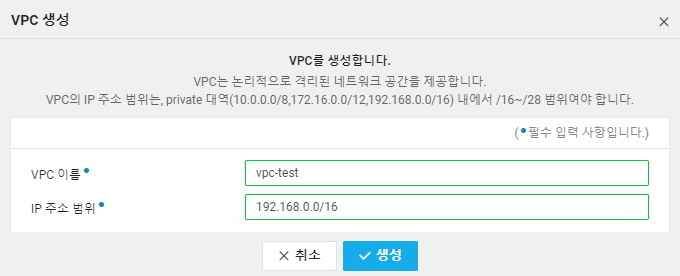 VPC 생성
VPC를 생성합니다.
VPC는 논리적으로 격리된 네트워크 공간을 제공합니다.
VPC의 IP 주소 범위는, private 대역(10.0.0.0/8,172.16.0.0/12,192.168.0.0/16) 내에서 /16~/28 범위여야 합니다.
(•필수 입력 사항입니다.)
VPC 이름• vpc-test
IP 주소 범위• 192.168.0.0/16
취소 생성